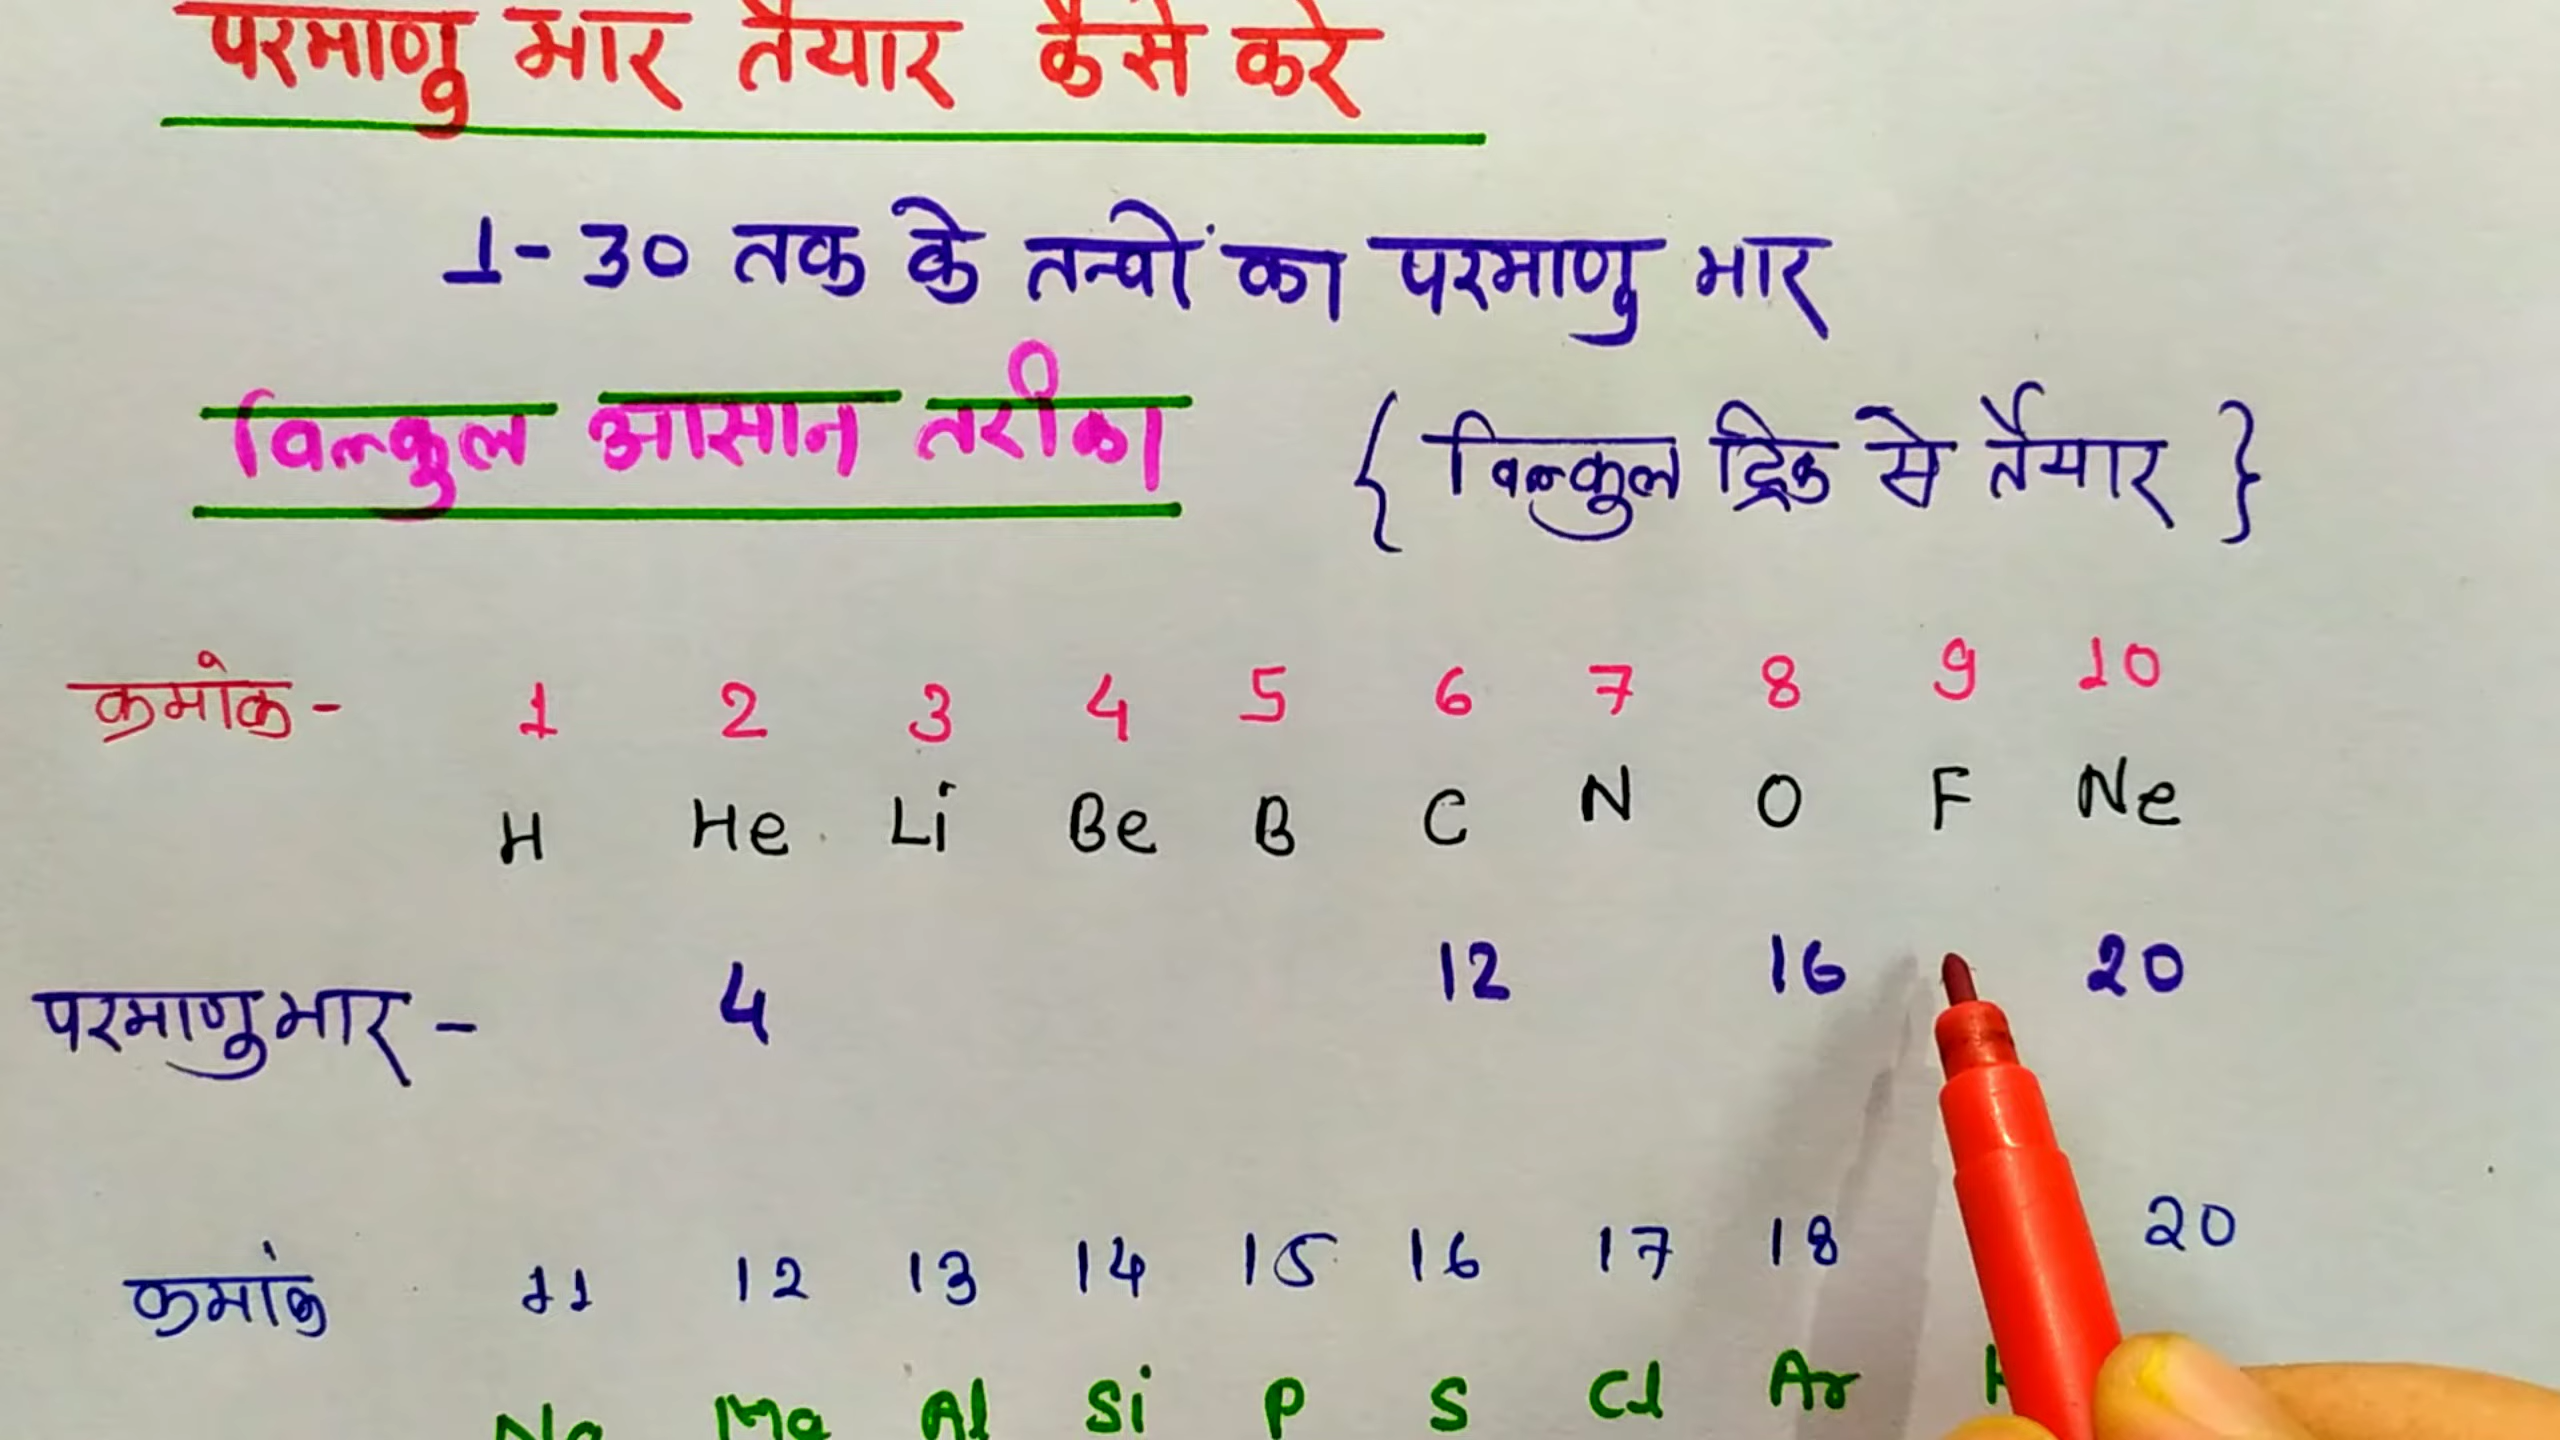 परमाणु भार तैयार कैसे करे
1-30 तक के तत्वों का परमाणु भार
बिल्कुल आसान तरीका { बिल्कुल ट्रिक से तैयार }
क्रमांक - 1 2 3 4 5 6 7 8 9 10
H He Li Be B C N O F Ne
परमाणु भार - 4 12 16 20
क्रमांक 11 12 13 14 15 16 17 18 20
Na Mg Al Si P S Cl Ar